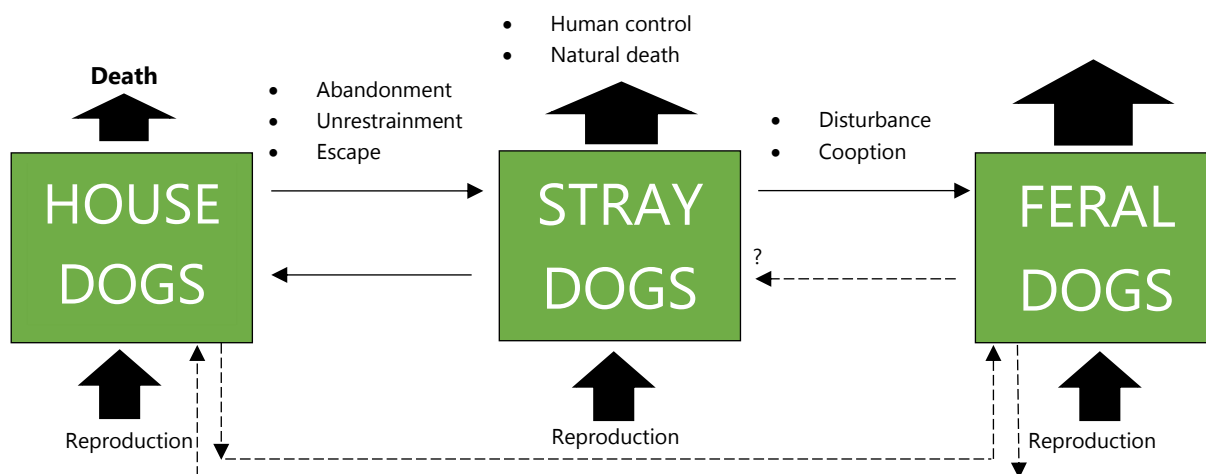 • Human control
• Natural death
Death
• Abandonment
• Unrestrainment
• Escape
• Disturbance
• Cooption
HOUSE
DOGS
STRAY
DOGS
FERAL
DOGS
?
Reproduction
Reproduction
Reproduction